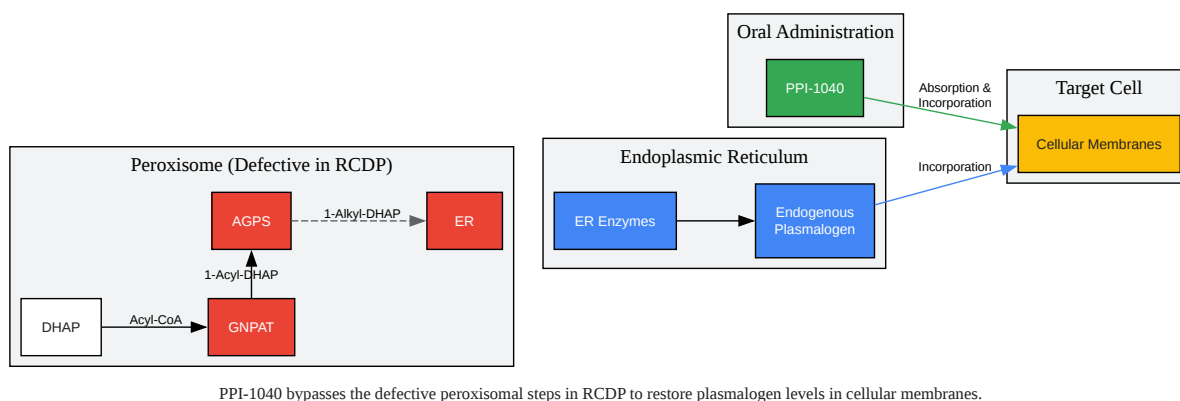 Oral Administration
PPI-1040
Absorption &
Incorporation
Target Cell
Cellular Membranes
Peroxisome (Defective in RCDP)
AGPS
1-Alkyl-DHAP
ER
1-Acyl-DHAP
DHAP
Acyl-CoA
GNPAT
Endoplasmic Reticulum
ER Enzymes
Endogenous
Plasmalogen
Incorporation
PPI-1040 bypasses the defective peroxisomal steps in RCDP to restore plasmalogen levels in cellular membranes.